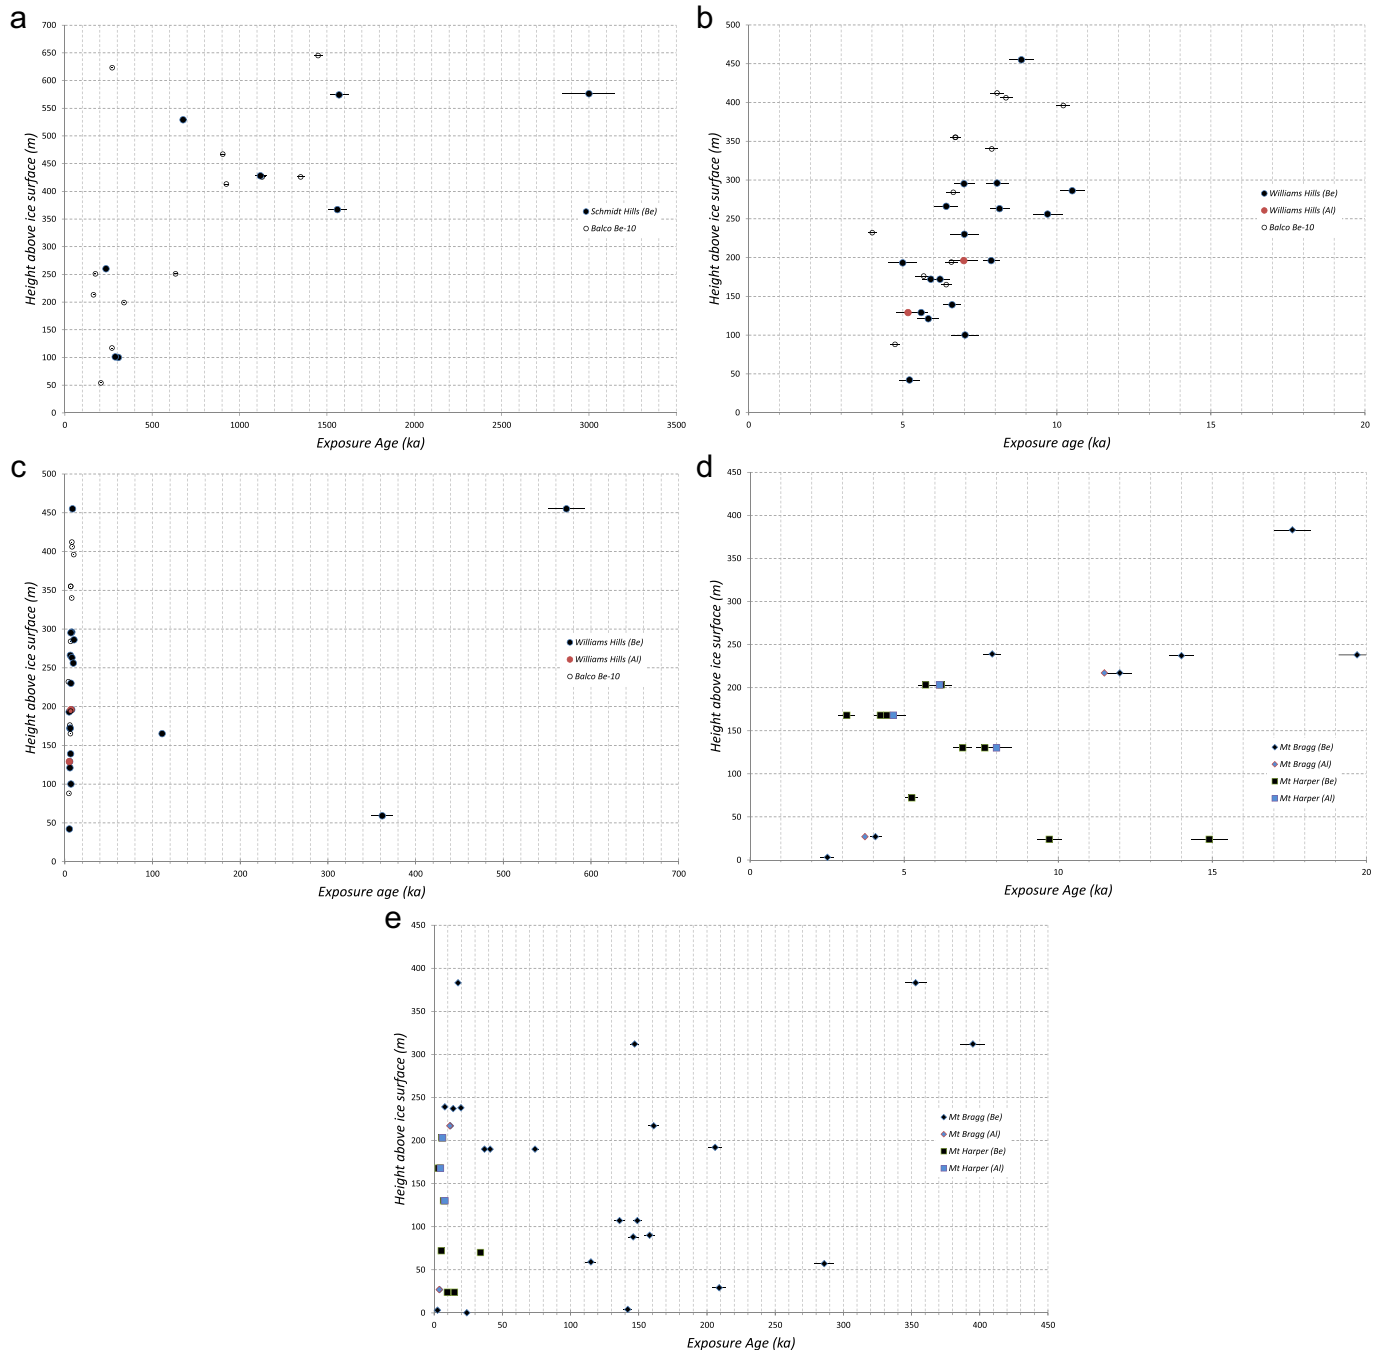 a
700
650
600
550
500
450
400
350
300
250
200
150
100
50
0
Height above ice surface (m)
0 500 1000 1500 2000 2500 3000 3500
Exposure Age (ka)
Schmidt Hills (Be)
Balco Be-10
b
500
450
400
350
300
250
200
150
100
50
0
Height above ice surface (m)
5 10 15 20
Exposure age (ka)
Williams Hills (Be)
Williams Hills (Al)
Balco Be-10
c
500
450
400
350
300
250
200
150
100
50
0
Height above ice surface (m)
0 100 200 300 400 500 600 700
Exposure age (ka)
Williams Hills (Be)
Williams Hills (Al)
Balco Be-10
d
450
400
350
300
250
200
150
100
50
0
Height above ice surface (m)
5 10 15 20
Exposure Age (ka)
Mt Bragg (Be)
Mt Bragg (Al)
Mt Harper (Be)
Mt Harper (Al)
e
450
400
350
300
250
200
150
100
50
0
Height above ice surface (m)
0 50 100 150 200 250 300 350 400 450
Exposure Age (ka)
Mt Bragg (Be)
Mt Bragg (Al)
Mt Harper (Be)
Mt Harper (Al)